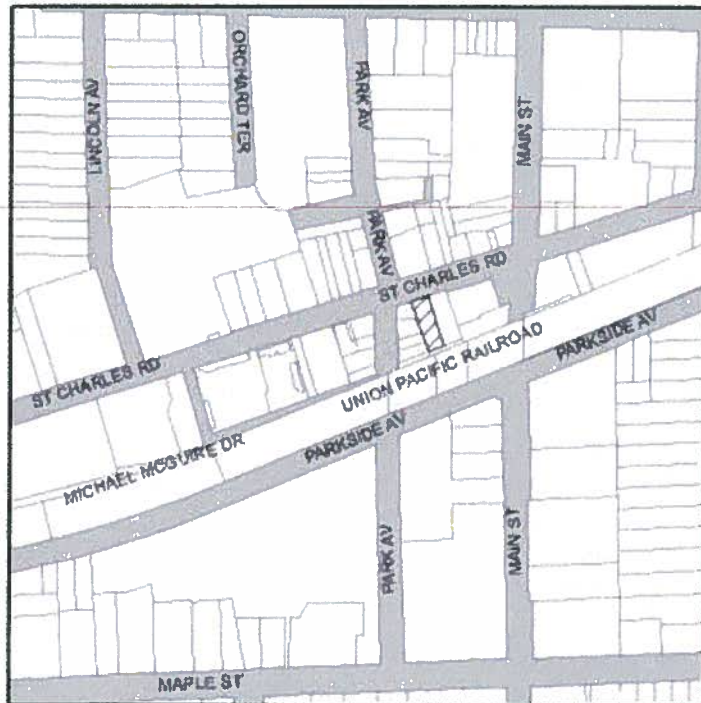 LINCOLN AV
ORCHARD TER
PARK AV
MAIN ST
PARK AV
ST CHARLES RD
ST CHARLES RD
UNION PACIFIC RAILROAD
PARKSIDE AV
MICHAEL MCGUIRE DR
PARKSIDE AV
PARK AV
MAIN ST
MAPLE ST